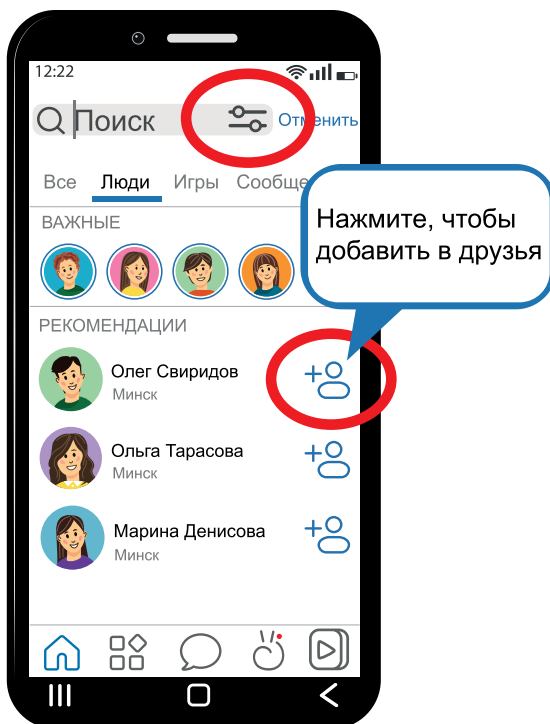 12:22
Поиск
Отменить
Все Люди Игры Сообще
ВАЖНЫЕ
Нажмите, чтобы
добавить в друзья
РЕКОМЕНДАЦИИ
Олег Свиридов
Минск
Ольга Тарасова
Минск
Марина Денисова
Минск